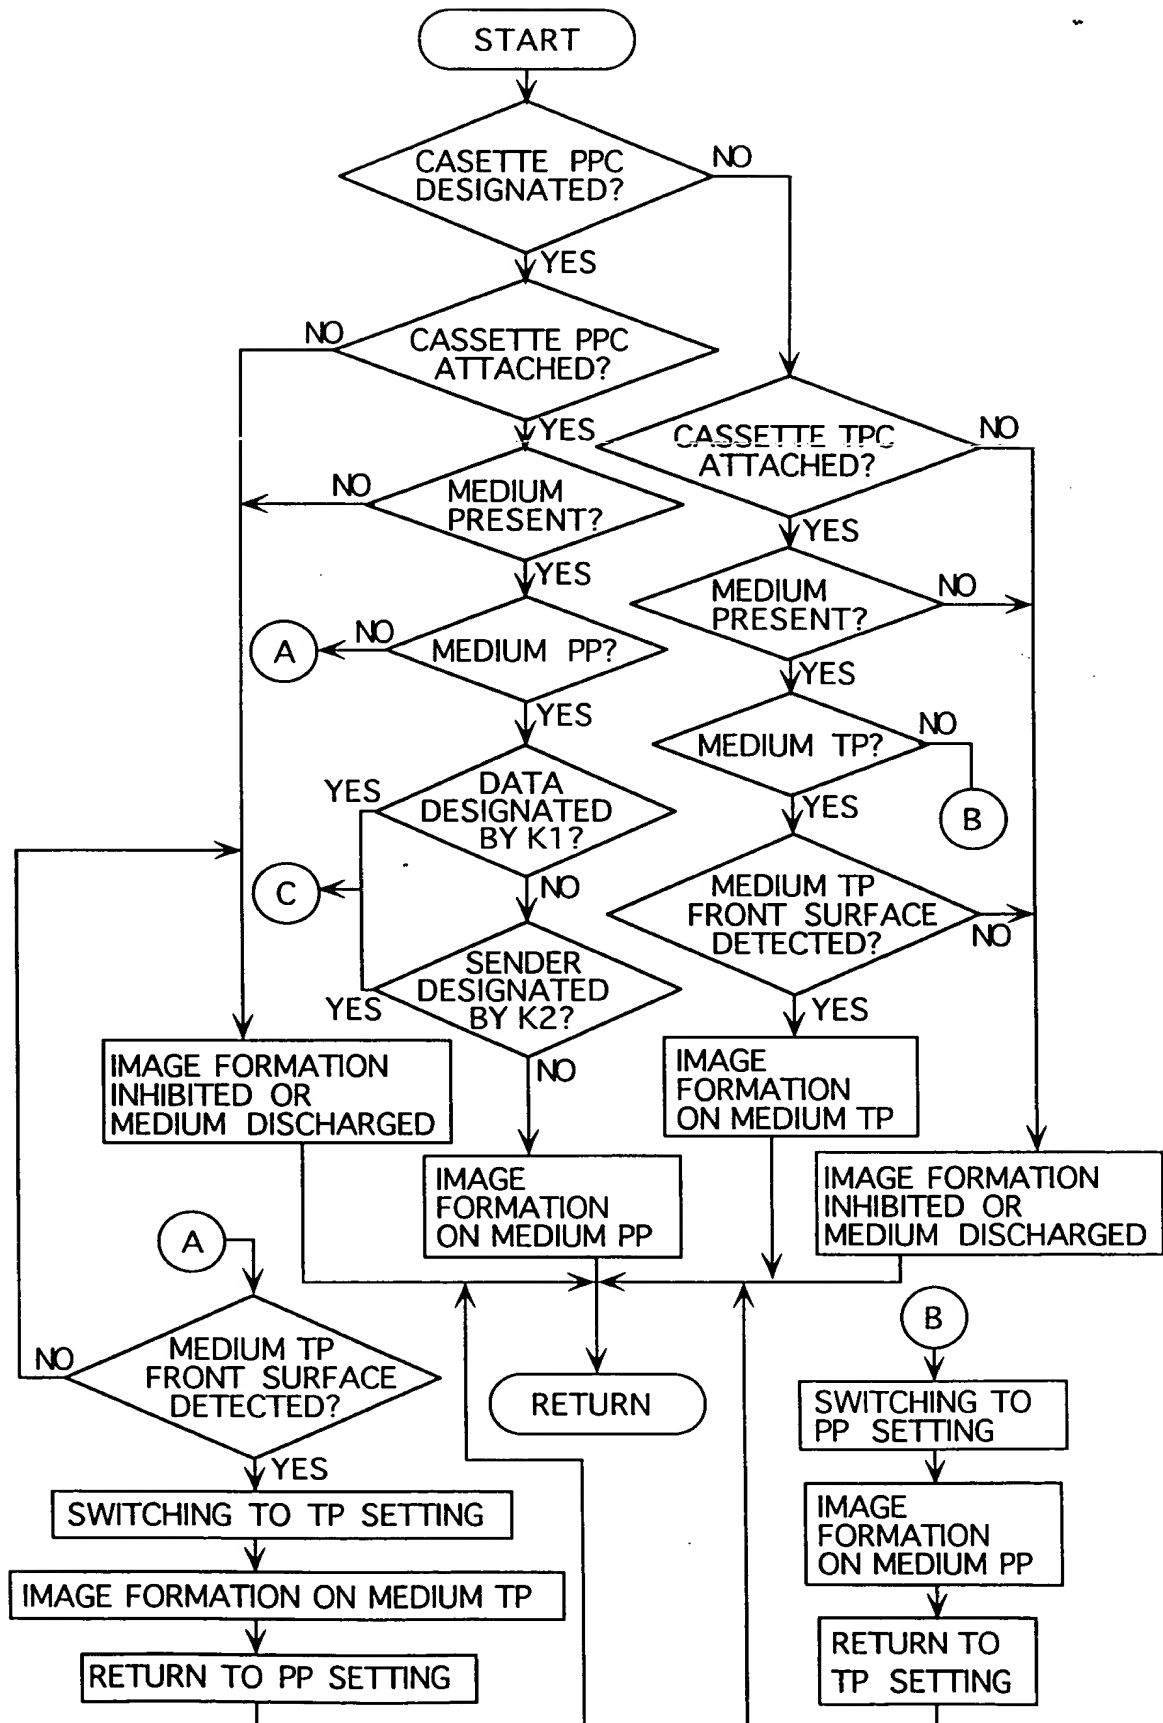 START
CASETTE PPC
DESIGNATED?
NO
YES
CASSETTE PPC
ATTACHED?
NO
YES
CASSETTE TPC
ATTACHED?
NO
YES
MEDIUM
PRESENT?
NO
YES
MEDIUM
PRESENT?
NO
YES
MEDIUM PP?
NO
A
YES
MEDIUM TP?
NO
B
YES
DATA
DESIGNATED
BY K1?
YES
C
NO
MEDIUM TP
FRONT SURFACE
DETECTED?
NO
YES
SENDER
DESIGNATED
BY K2?
YES
NO
IMAGE FORMATION
INHIBITED OR
MEDIUM DISCHARGED
IMAGE
FORMATION
ON MEDIUM TP
IMAGE
FORMATION
ON MEDIUM PP
IMAGE FORMATION
INHIBITED OR
MEDIUM DISCHARGED
A
MEDIUM TP
FRONT SURFACE
DETECTED?
NO
YES
RETURN
B
SWITCHING TO
PP SETTING
SWITCHING TO TP SETTING
IMAGE
FORMATION
ON MEDIUM PP
IMAGE FORMATION ON MEDIUM TP
RETURN TO
TP SETTING
RETURN TO PP SETTING